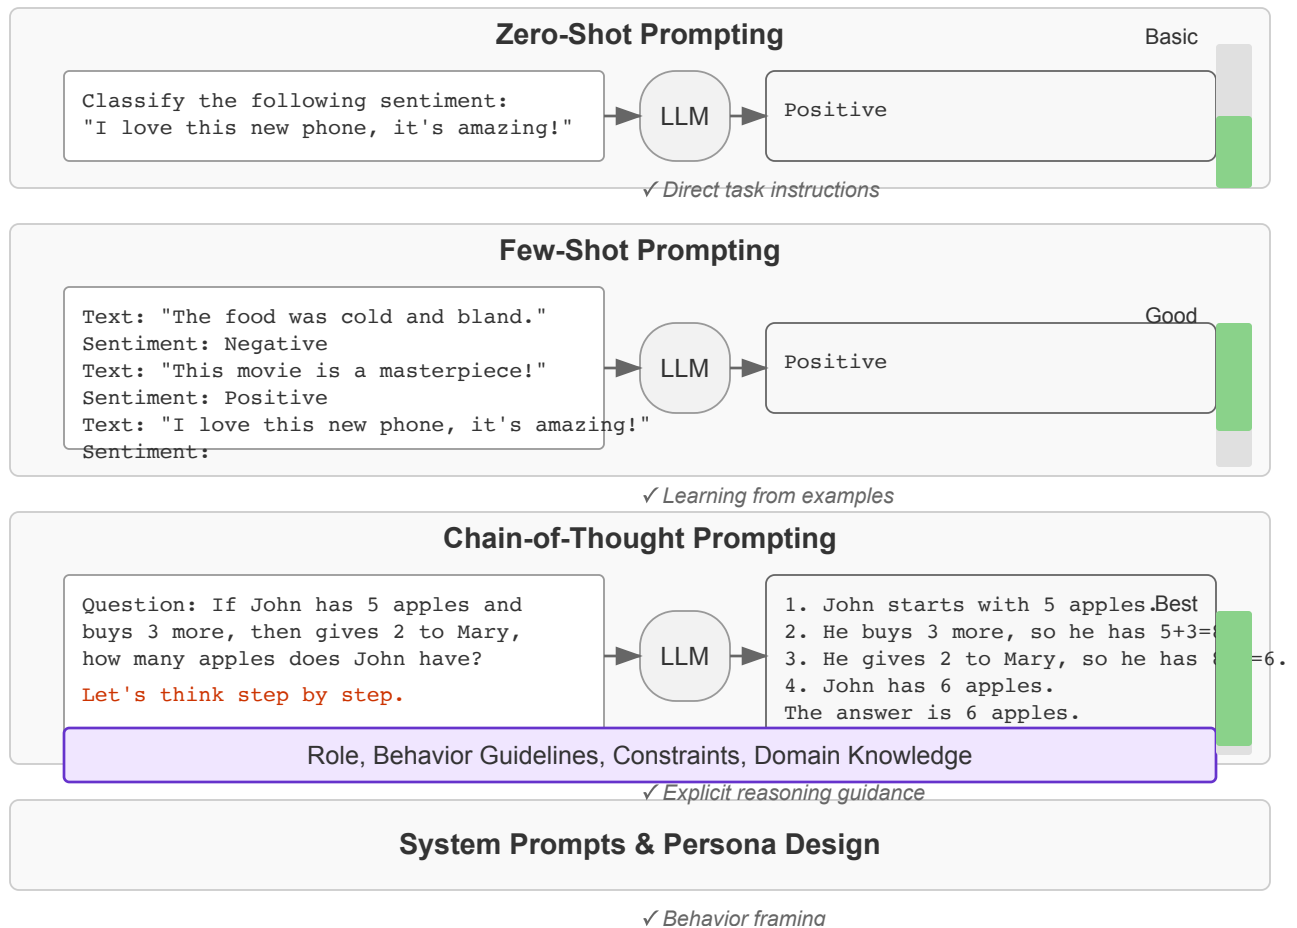 Zero-Shot Prompting
Basic
Classify the following sentiment:
"I love this new phone, it's amazing!"
LLM
Positive
✓ Direct task instructions
Few-Shot Prompting
Good
Text: "The food was cold and bland."
Sentiment: Negative
Text: "This movie is a masterpiece!"
Sentiment: Positive
Text: "I love this new phone, it's amazing!"
Sentiment:
LLM
Positive
✓ Learning from examples
Chain-of-Thought Prompting
Question: If John has 5 apples and
buys 3 more, then gives 2 to Mary,
how many apples does John have?
Let's think step by step.
LLM
Best
1. John starts with 5 apples.
2. He buys 3 more, so he has
3. He gives 2 to Mary, so he has =6.
4. John has 6 apples.
The answer is 6 apples.
Role, Behavior Guidelines, Constraints, Domain Knowledge
✓ Explicit reasoning guidance
System Prompts & Persona Design
✓ Behavior framing